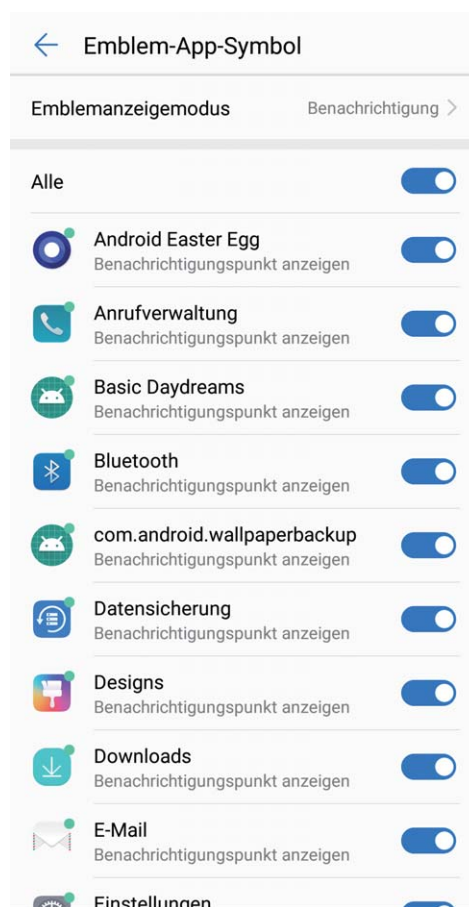 Emblem-App-Symbol
Emblemanzeigemodus Benachrichtigung
Alle
Android Easter Egg
Benachrichtigungspunkt anzeigen
Anrufverwaltung
Benachrichtigungspunkt anzeigen
Basic Daydreams
Benachrichtigungspunkt anzeigen
Bluetooth
Benachrichtigungspunkt anzeigen
com.android.wallpaperbackup
Benachrichtigungspunkt anzeigen
Datensicherung
Benachrichtigungspunkt anzeigen
Designs
Benachrichtigungspunkt anzeigen
Downloads
Benachrichtigungspunkt anzeigen
E-Mail
Benachrichtigungspunkt anzeigen
Einstellungen